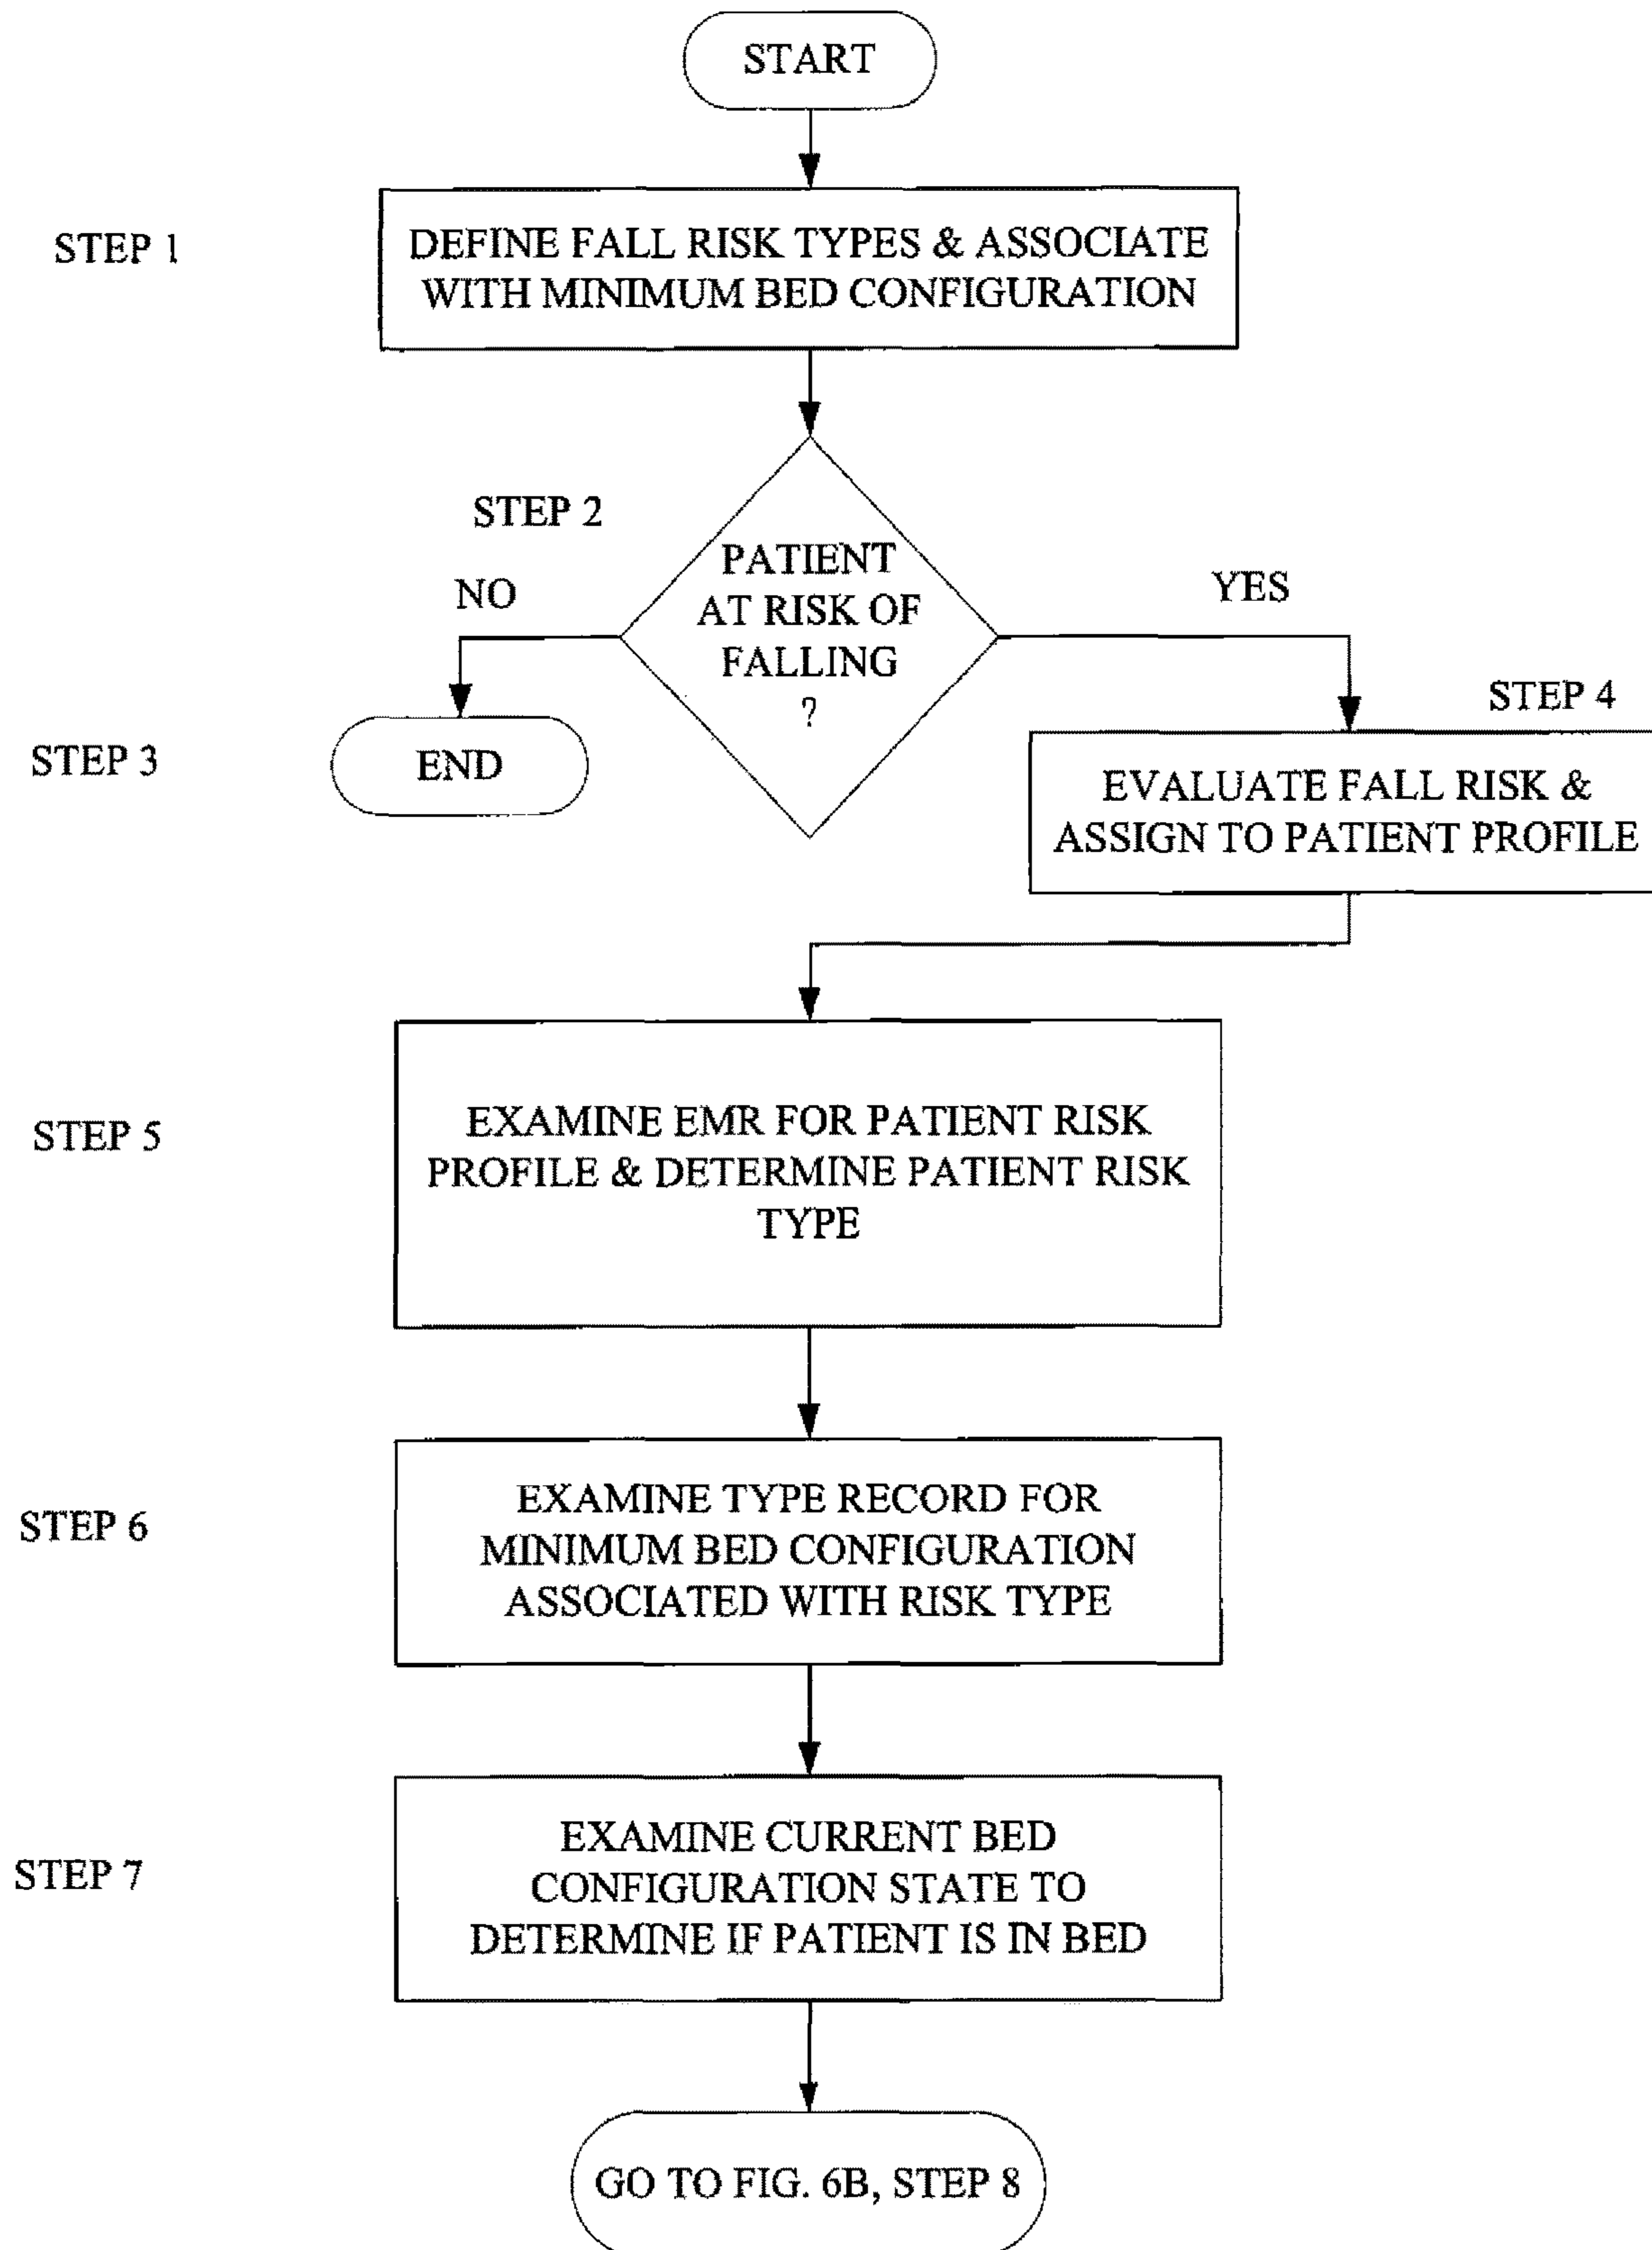 START
STEP 1
DEFINE FALL RISK TYPES & ASSOCIATE
WITH MINIMUM BED CONFIGURATION
STEP 2
PATIENT
AT RISK OF
FALLING
?
NO
YES
STEP 3
END
STEP 4
EVALUATE FALL RISK &
ASSIGN TO PATIENT PROFILE
STEP 5
EXAMINE EMR FOR PATIENT RISK
PROFILE & DETERMINE PATIENT RISK
TYPE
STEP 6
EXAMINE TYPE RECORD FOR
MINIMUM BED CONFIGURATION
ASSOCIATED WITH RISK TYPE
STEP 7
EXAMINE CURRENT BED
CONFIGURATION STATE TO
DETERMINE IF PATIENT IS IN BED
GO TO FIG. 6B, STEP 8